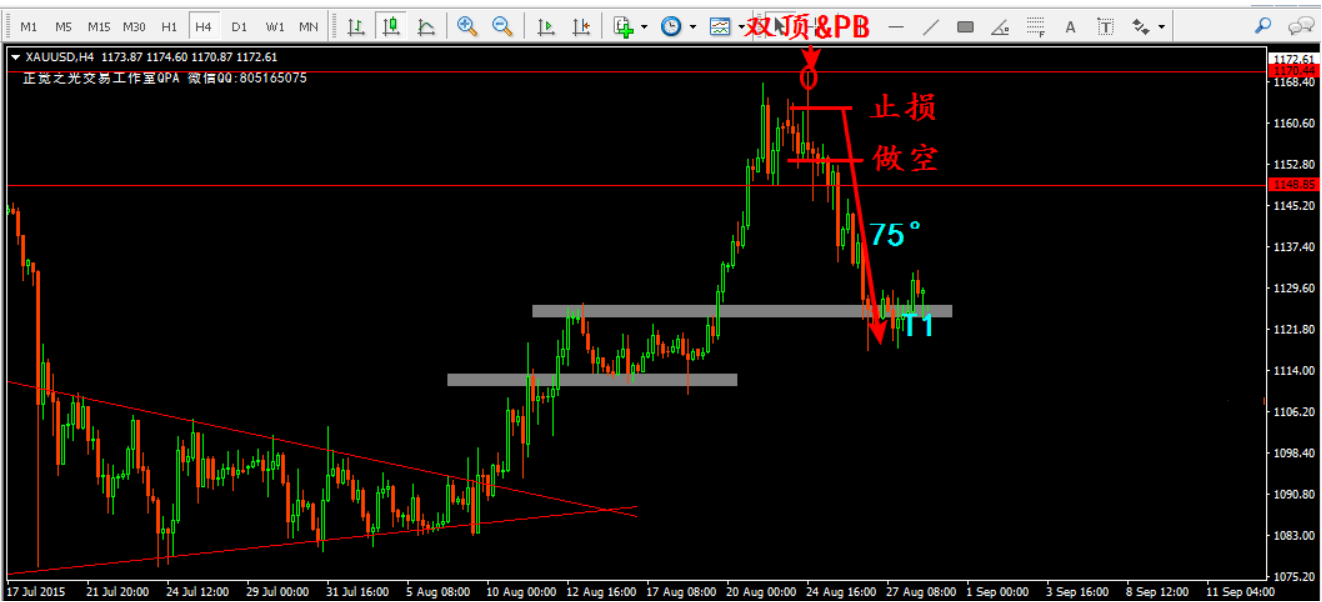 M1 M5 M15 M30 H1 H4 D1 W1 MN
双顶&PB
F A T
XAUUSD,H4 1173.87 1174.60 1170.87 1172.61
正觉之光交易工作室QPA 微信QQ:805165075
止损
做空
75°
T1
1172.61
1170.44
1168.40
1160.60
1152.80
1148.85
1145.20
1137.40
1129.60
1121.80
1114.00
1106.20
1098.40
1090.80
1083.00
1075.20
17 Jul 2015 21 Jul 20:00 24 Jul 12:00 29 Jul 00:00 31 Jul 16:00 5 Aug 08:00 10 Aug 00:00 12 Aug 16:00 17 Aug 08:00 20 Aug 00:00 24 Aug 16:00 27 Aug 08:00 1 Sep 00:00 3 Sep 16:00 8 Sep 12:00 11 Sep 04:00